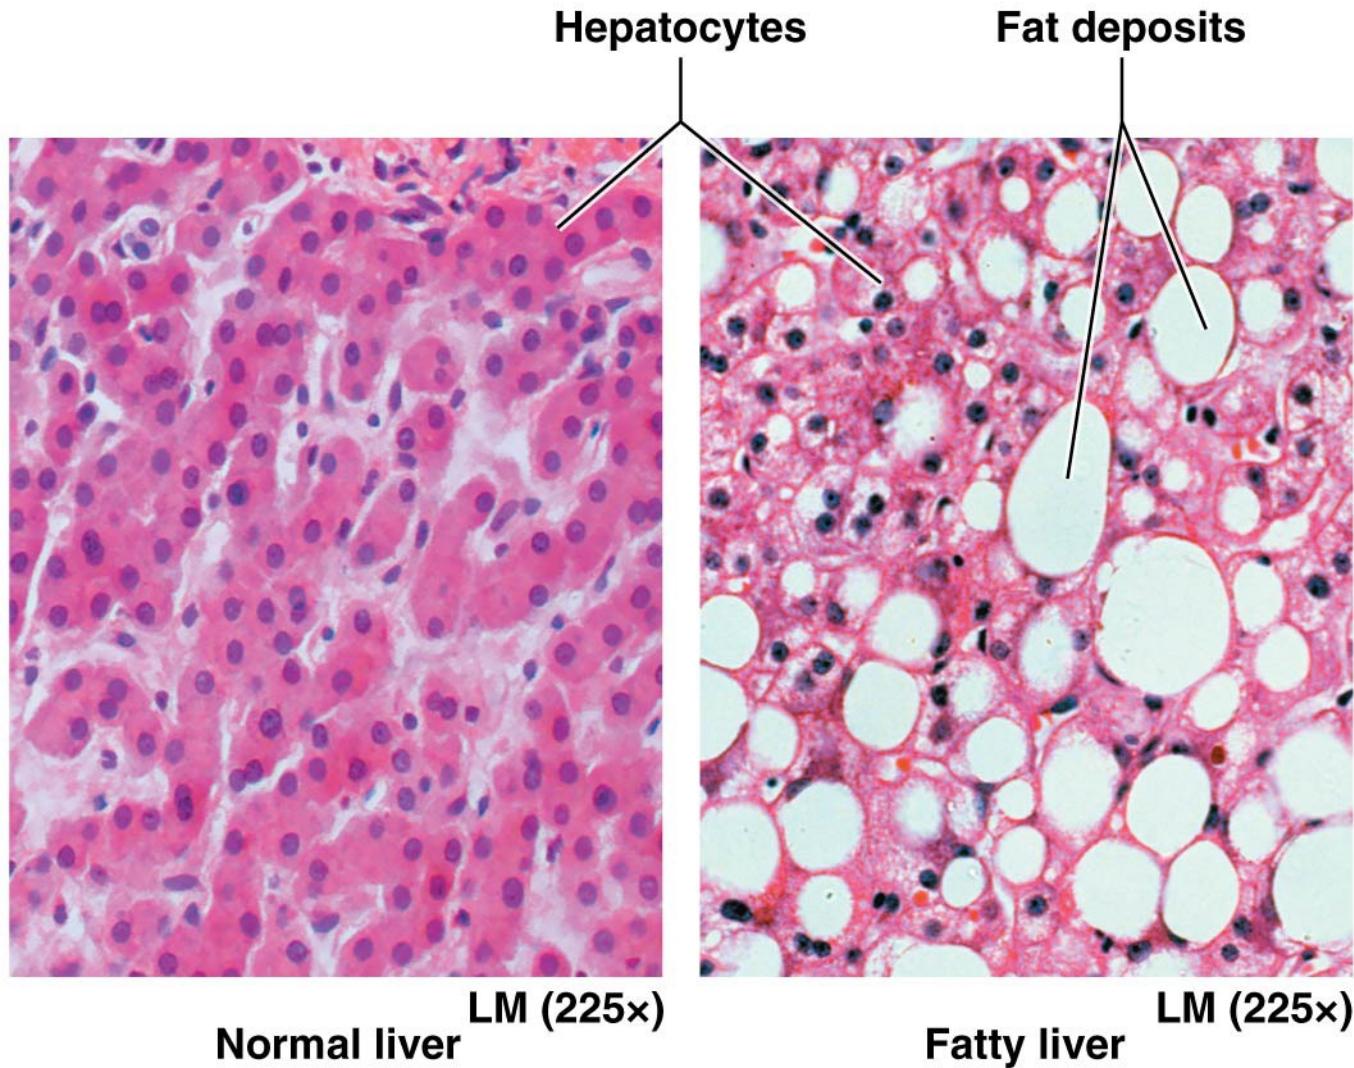 Hepatocytes
Fat deposits
LM (225×)
Normal liver
LM (225×)
Fatty liver